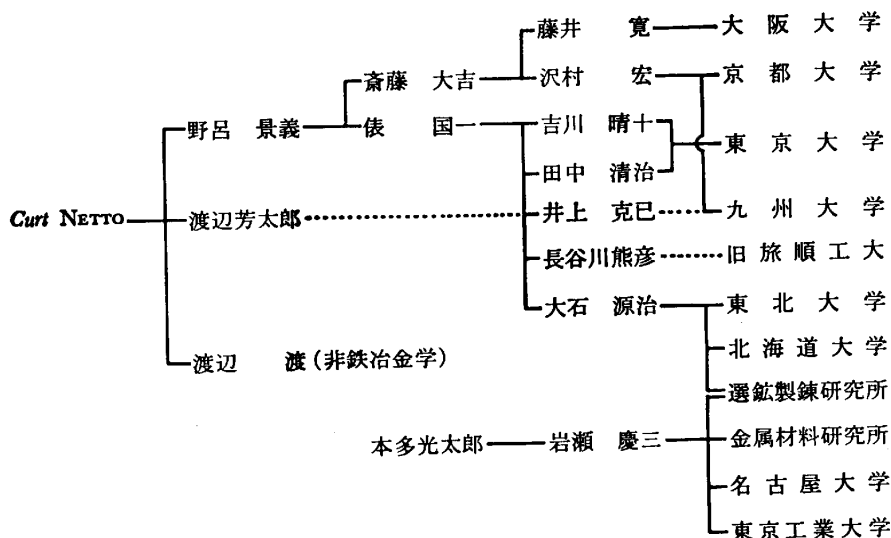 藤井 寛 大阪大学
斎藤 大吉 沢村 宏 京都大学
野呂 景義 俵 国一 吉川 晴十 東京大学
田中 清治
Curt NETTO 渡辺芳太郎 井上 克已 九州大学
長谷川熊彦 旧旅順工大
大石 源治 東北大学
渡辺 渡(非鉄冶金学) 北海道大学
選鉱製錬研究所
本多光太郎 岩瀬 慶三 金属材料研究所
名古屋大学
東京工業大学